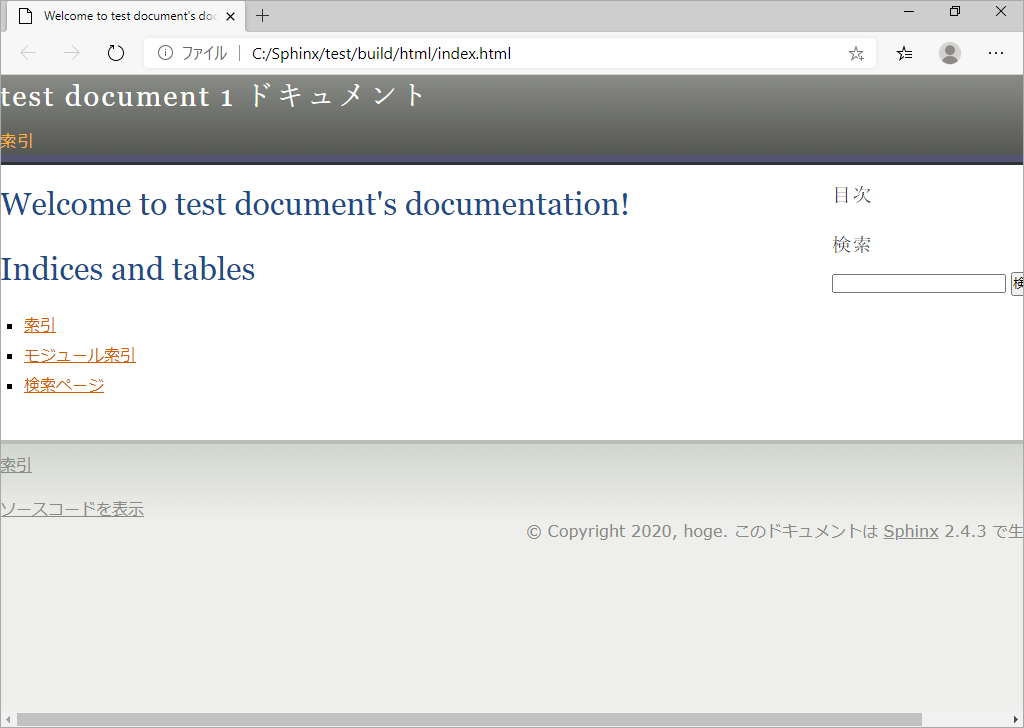 Welcome to test document's doc
ファイル C:/Sphinx/test/build/html/index.html
test document 1 ドキュメント
索引
Welcome to test document's documentation!
Indices and tables
索引
モジュール索引
検索ページ
目次
検索
検
索引
ソースコードを表示
© Copyright 2020, hoge. このドキュメントは Sphinx 2.4.3 で生